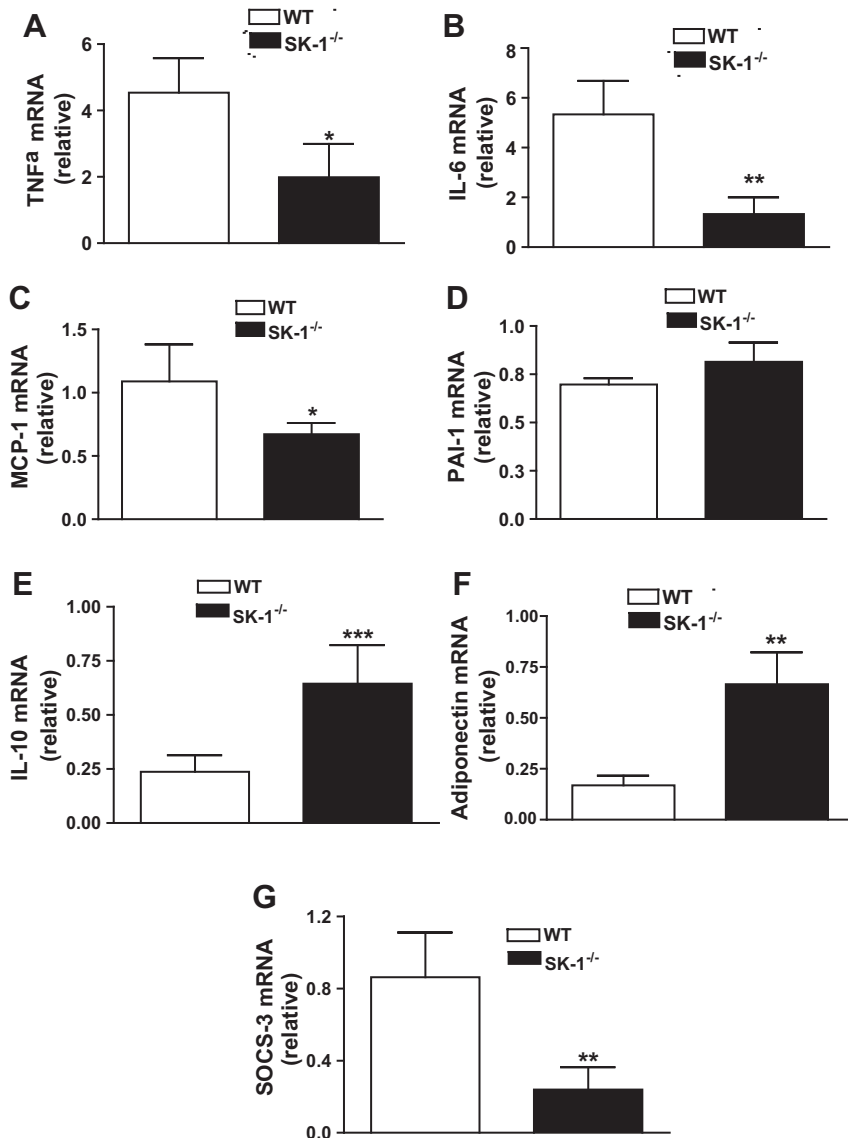 A
WT
SK-1-/-
TNFa mRNA
(relative)
6
4
2
0
*
B
WT
SK-1-/-
IL-6 mRNA
(relative)
8
6
4
2
0
**
C
WT
SK-1-/-
MCP-1 mRNA
(relative)
1.5
1.0
0.5
0.0
*
D
WT
SK-1-/-
PAI-1 mRNA
(relative)
1.0
0.8
0.5
0.3
0.0
E
WT
SK-1-/-
IL-10 mRNA
(relative)
1.00
0.75
0.50
0.25
0.00
***
F
WT
SK-1-/-
Adiponectin mRNA
(relative)
1.00
0.75
0.50
0.25
0.00
**
G
WT
SK-1-/-
SOCS-3 mRNA
(relative)
1.2
0.8
0.4
0.0
**